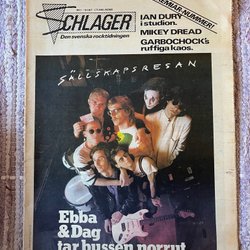 SCHLAGER
Den svenska rocktidningen
IAN DURY
i studion.
MIKEY DREAD
GARBOCHOCK's
ruffiga kaos.
SÄLLSKAPSRESAN
Ebba
& Dag
tar bussen norrut